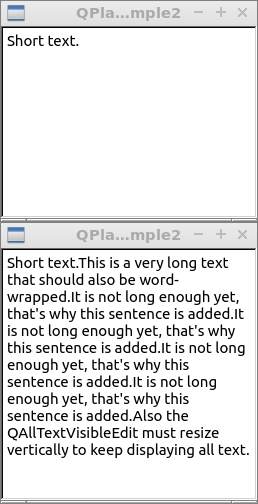 QPla...mple2
Short text.
QPla...mple2
Short text.This is a very long text
that should also be word-
wrapped.It is not long enough yet,
that's why this sentence is added.It
is not long enough yet, that's why
this sentence is added.It is not long
enough yet, that's why this
sentence is added.It is not long
enough yet, that's why this
sentence is added.Also the
QAllTextVisibleEdit must resize
vertically to keep displaying all text.